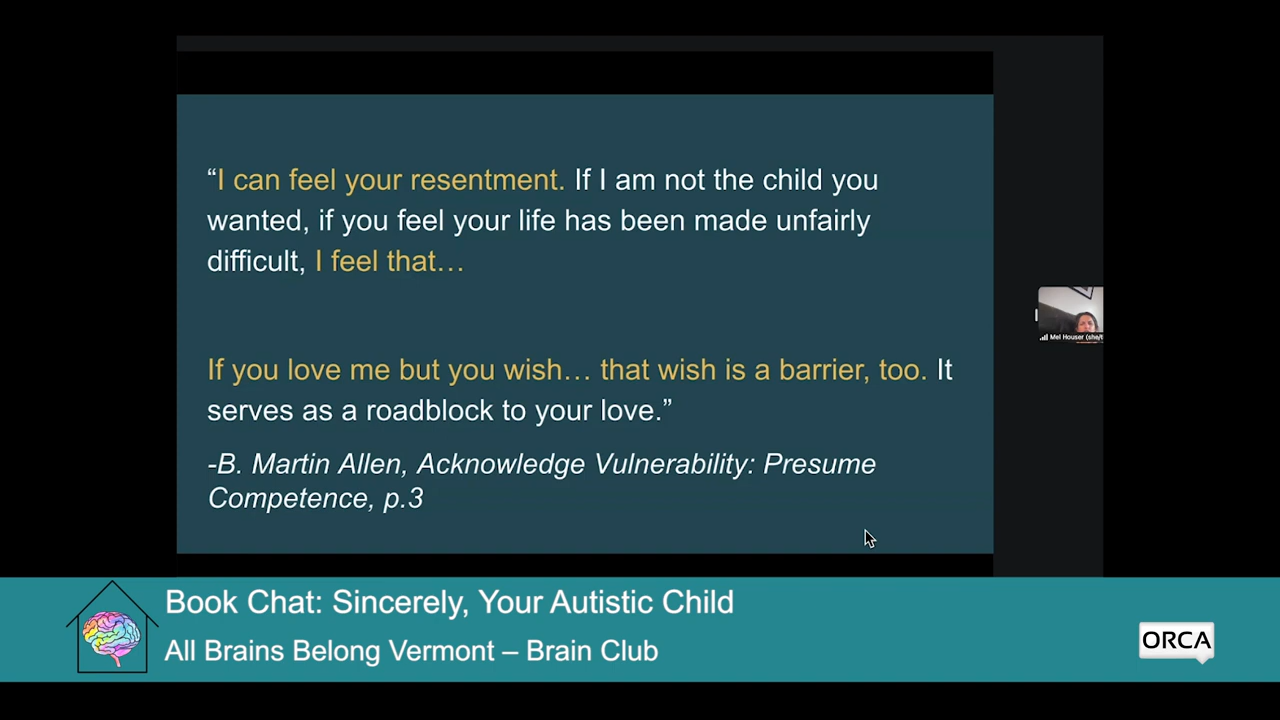 “I can feel your resentment. If I am not the child you
wanted, if you feel your life has been made unfairly
difficult, I feel that…
If you love me but you wish… that wish is a barrier, too. It
serves as a roadblock to your love.”
-B. Martin Allen, Acknowledge Vulnerability: Presume
Competence, p.3
Mel Houser (she/t
Book Chat: Sincerely, Your Autistic Child
All Brains Belong Vermont – Brain Club
ORCA